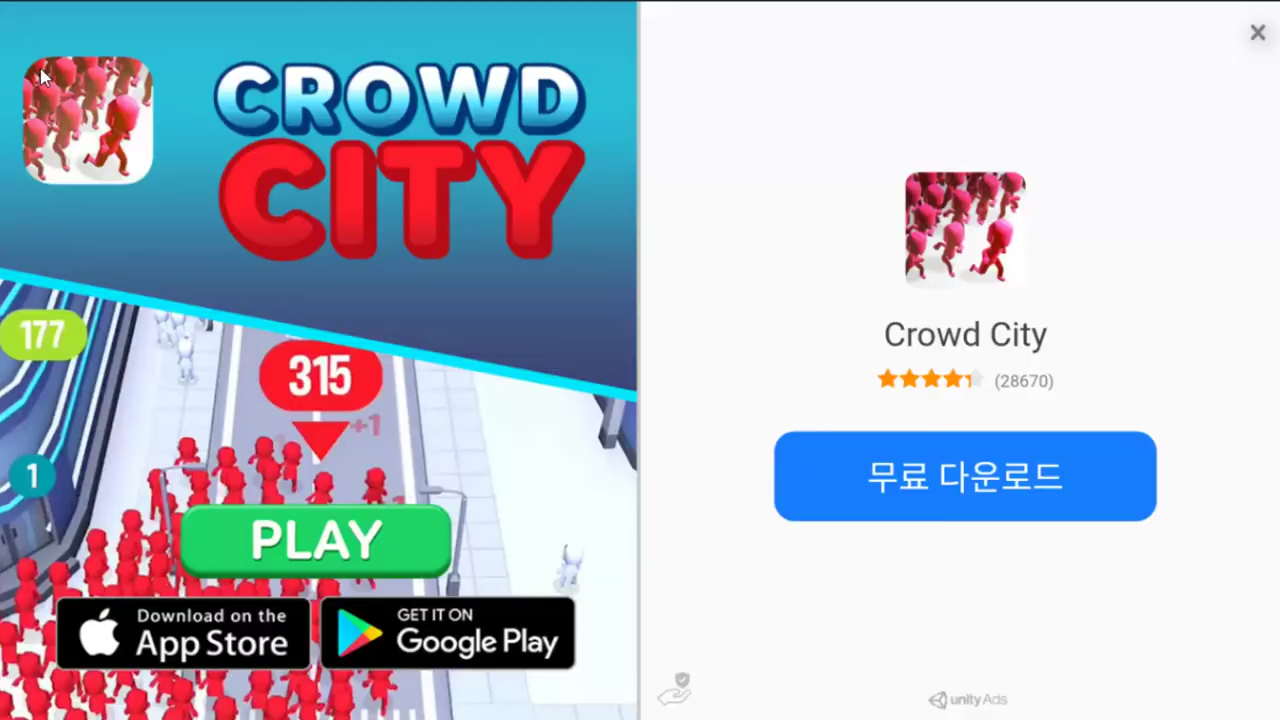 CROWD
CITY
177
315
+1
1
PLAY
Download on the
App Store
GET IT ON
Google Play
Crowd City
(28670)
무료 다운로드
unity Ads